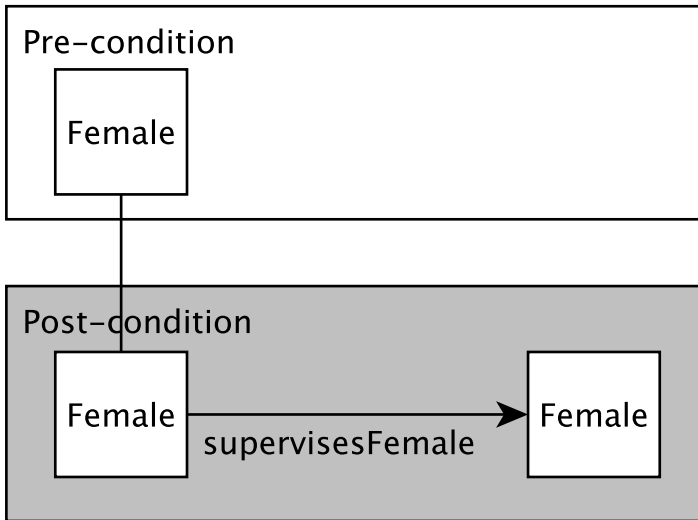 Pre-condition
Female
Post-condition
Female
Female
supervisesFemale